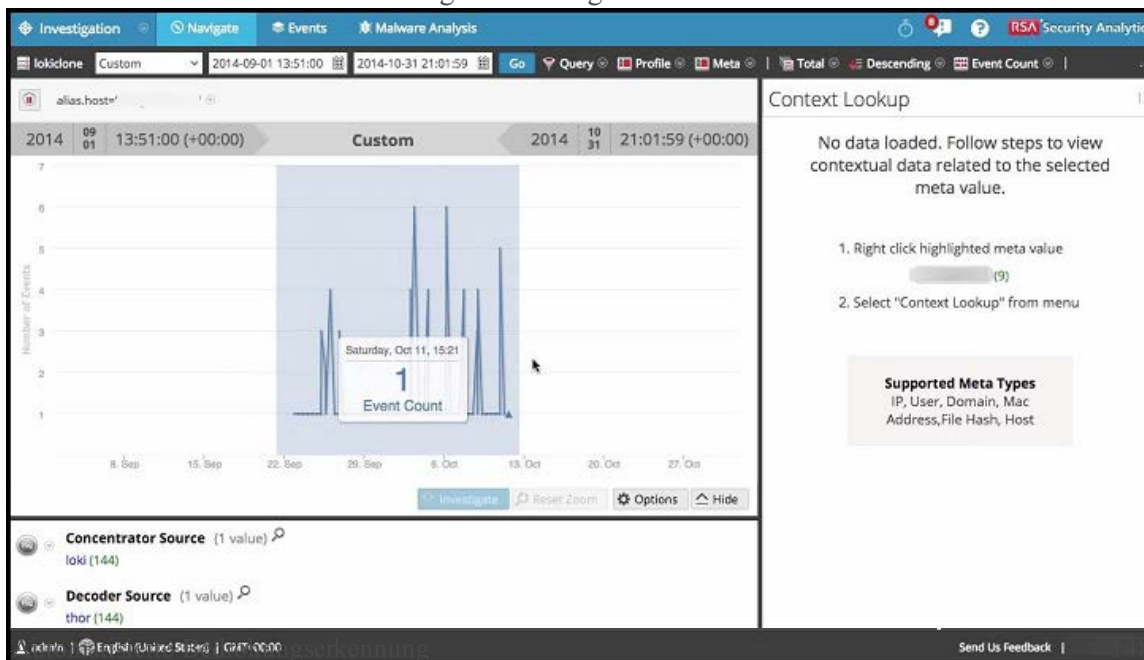 Investigation Navigate Events Malware Analysis RSA Security Analytic
lokiclone Custom 2014-09-01 13:51:00 2014-10-31 21:01:59 Go Query Profile Meta Total Descending Event Count
alias.host='
2014 09 01 13:51:00 (+00:00) Custom 2014 10 31 21:01:59 (+00:00)
7
6
5
4
3
2
1
Number of Events
Saturday, Oct 11, 15:21
1
Event Count
8. Sep 15. Sep 22. Sep 29. Sep 6. Oct 13. Oct 20. Oct 27. Oct
Investigate Reset Zoom Options Hide
Context Lookup
No data loaded. Follow steps to view
contextual data related to the selected
meta value.
1. Right click highlighted meta value
(9)
2. Select "Context Lookup" from menu
Supported Meta Types
IP, User, Domain, Mac
Address,File Hash, Host
Concentrator Source (1 value)
loki (144)
Decoder Source (1 value)
thor (144)
admin | English (United States) | GMT+00:00 Send Us Feedback |